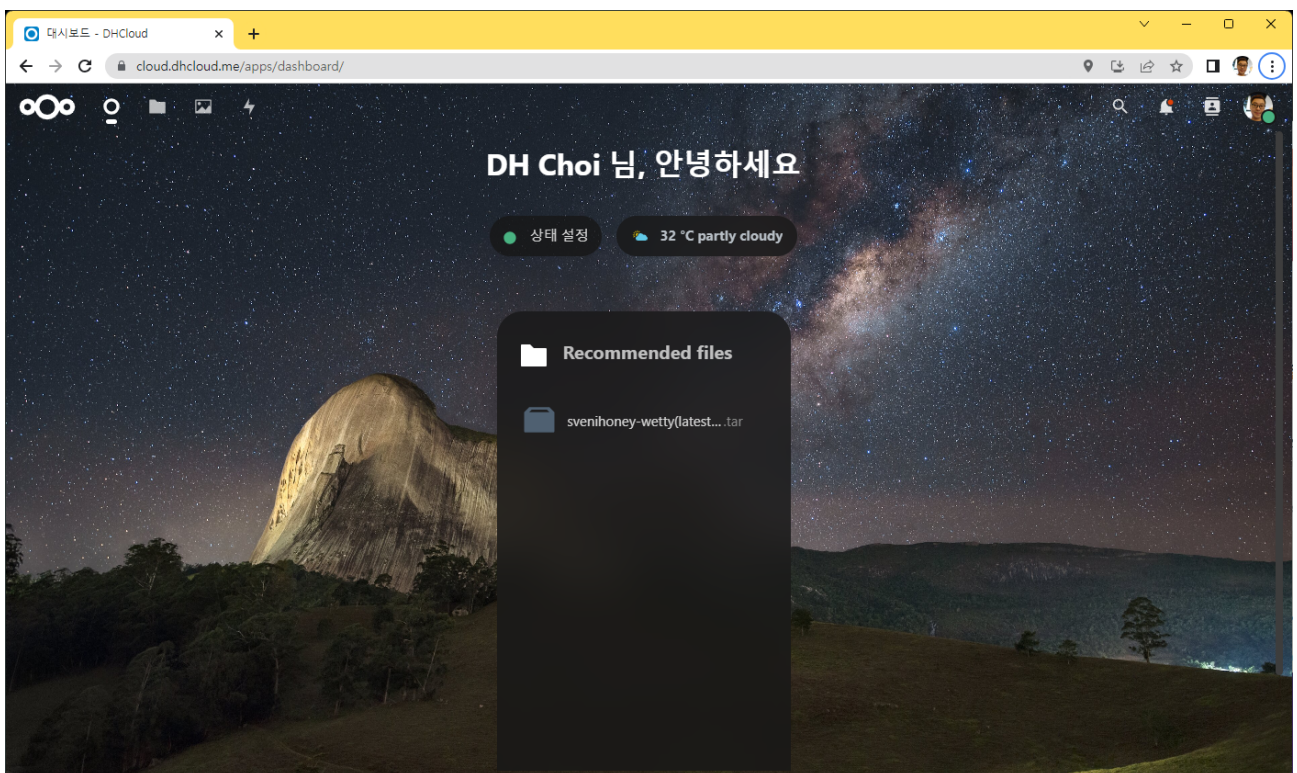 대시보드 - DHCloud
cloud.dhcloud.me/apps/dashboard/
DH Choi 님, 안녕하세요
상태 설정
32 °C partly cloudy
Recommended files
svenihoney-wetty(latest... .tar